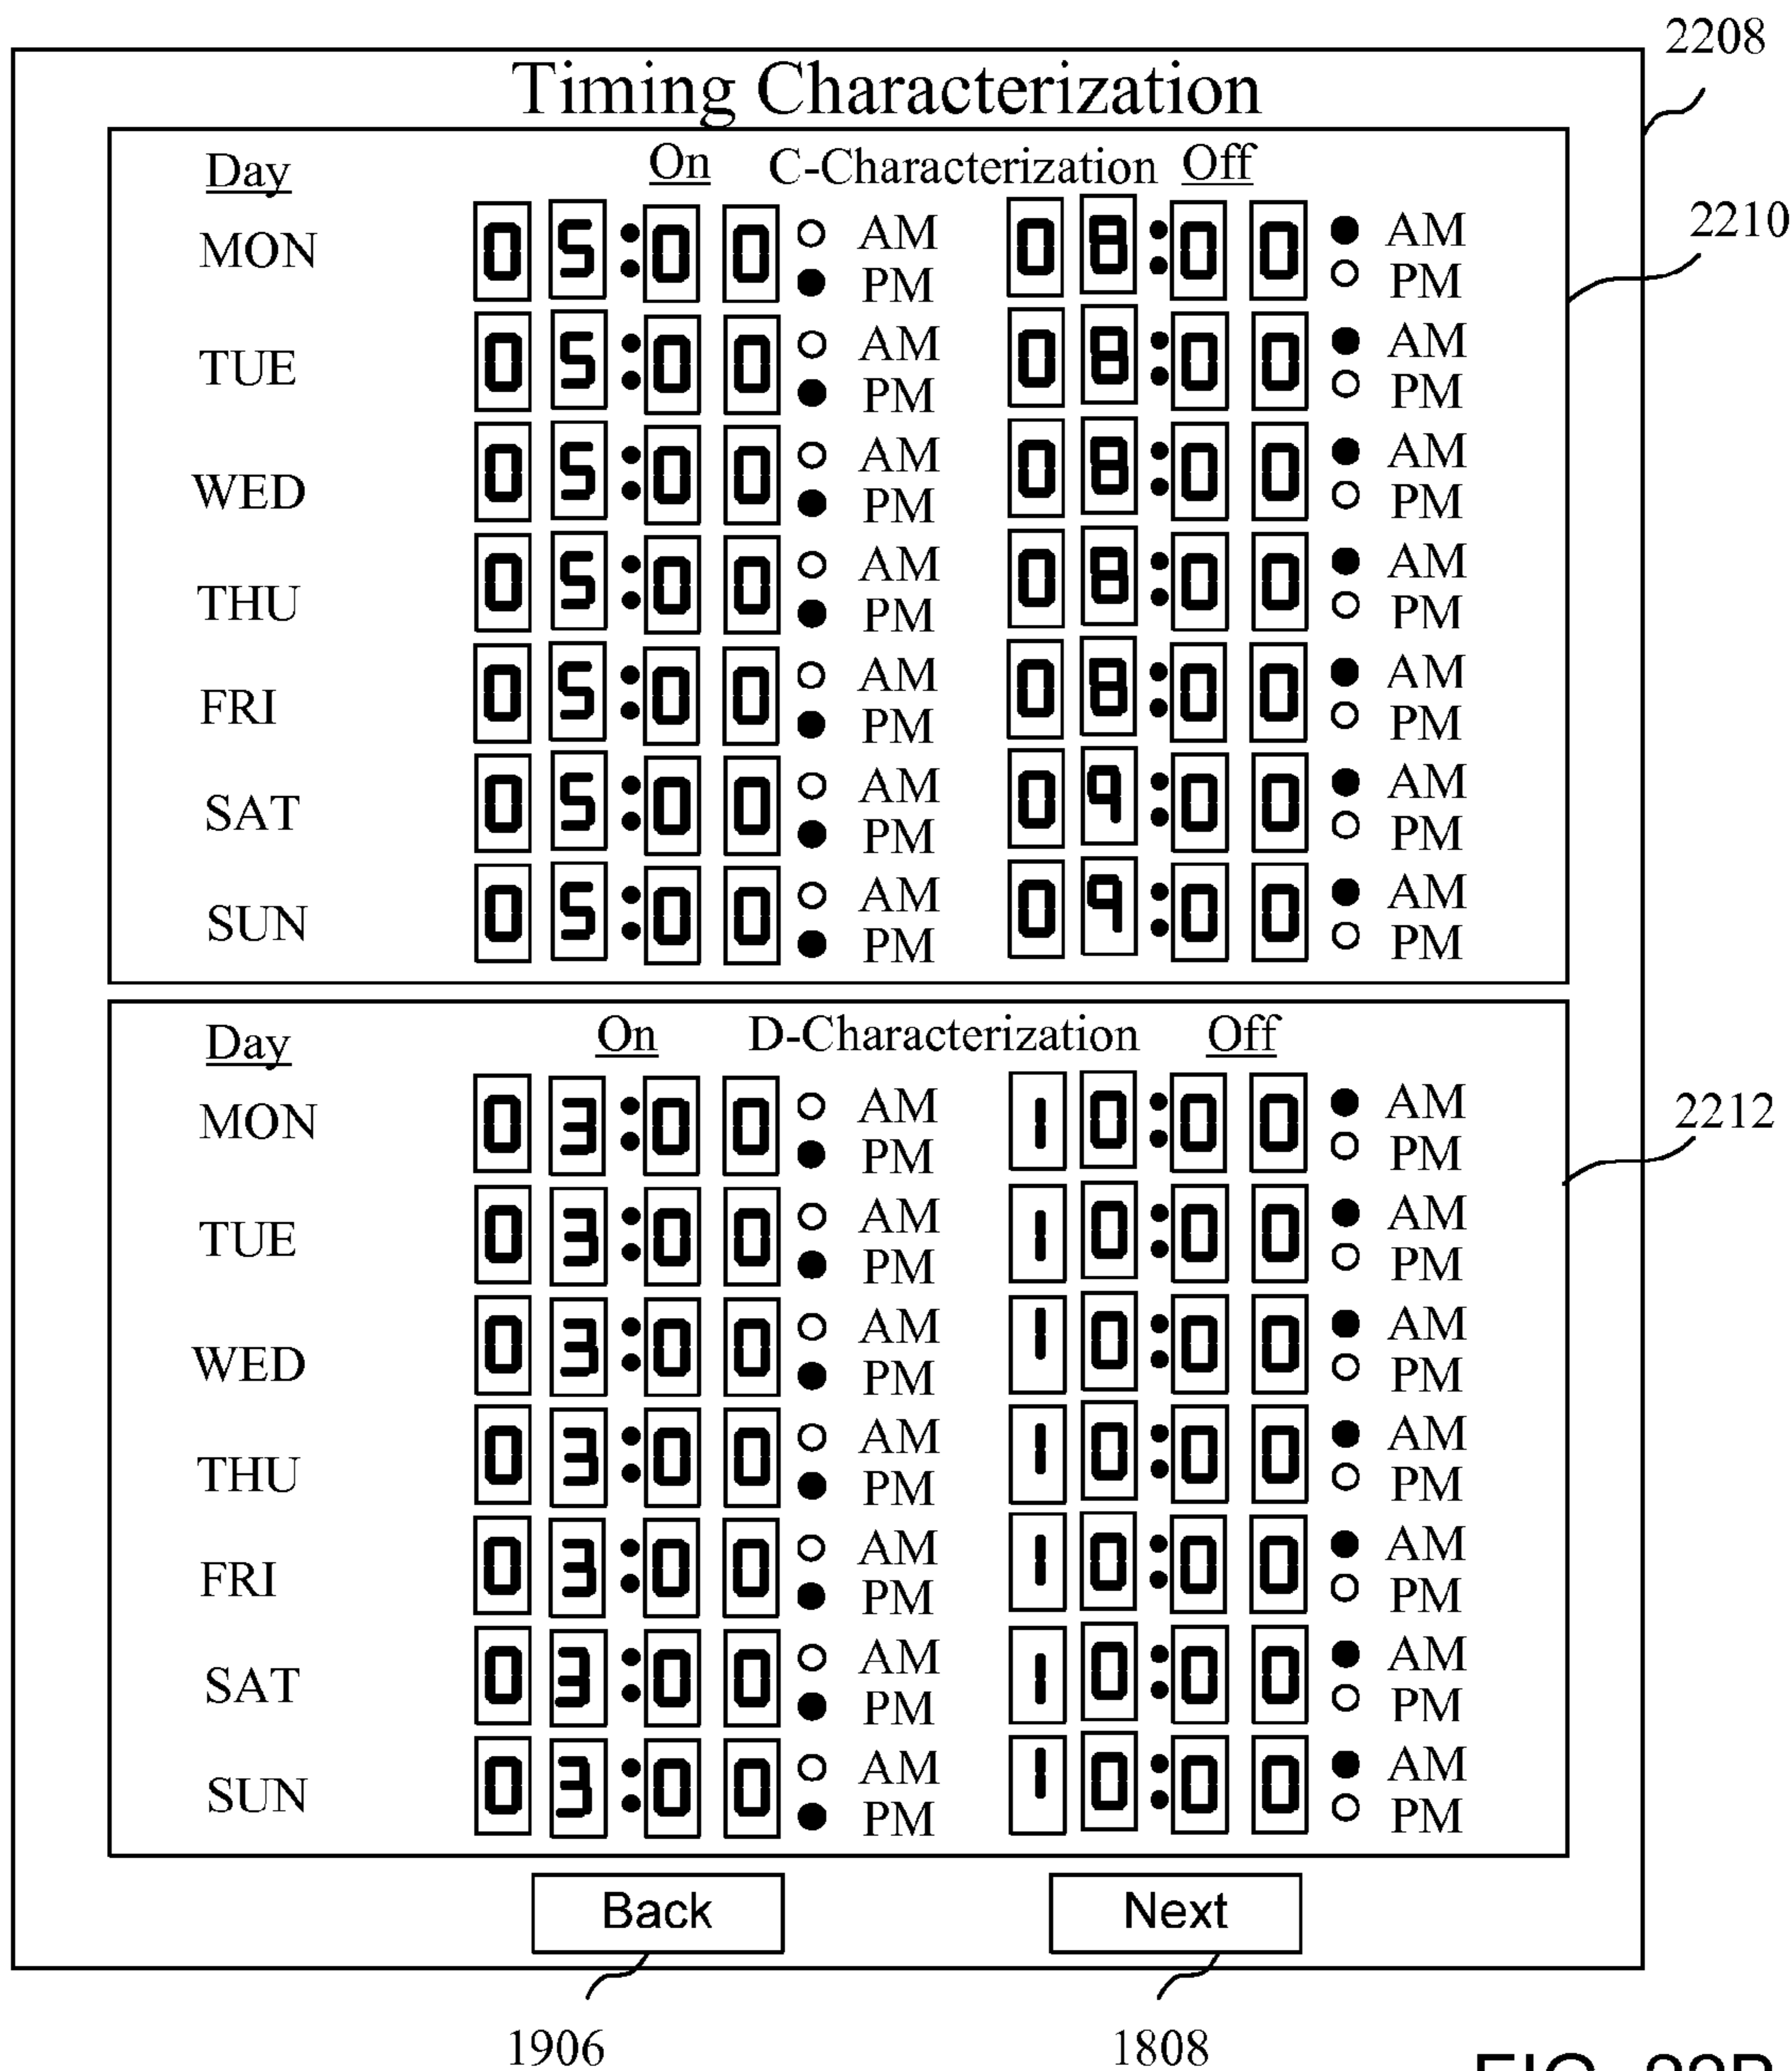 2208
Timing Characterization
Day On C-Characterization Off
2210
MON 05:00 AM PM 08:00 AM PM
TUE 05:00 AM PM 08:00 AM PM
WED 05:00 AM PM 08:00 AM PM
THU 05:00 AM PM 08:00 AM PM
FRI 05:00 AM PM 08:00 AM PM
SAT 05:00 AM PM 09:00 AM PM
SUN 05:00 AM PM 09:00 AM PM
Day On D-Characterization Off
2212
MON 03:00 AM PM 10:00 AM PM
TUE 03:00 AM PM 10:00 AM PM
WED 03:00 AM PM 10:00 AM PM
THU 03:00 AM PM 10:00 AM PM
FRI 03:00 AM PM 10:00 AM PM
SAT 03:00 AM PM 10:00 AM PM
SUN 03:00 AM PM 10:00 AM PM
Back Next
1906 1808